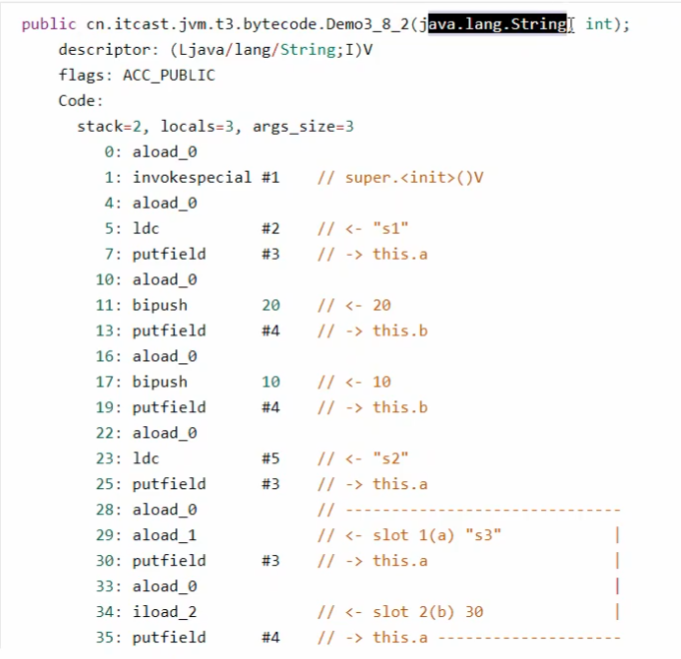 public cn.itcast.jvm.t3.bytecode.Demo3_8_2(java.lang.String, int);
descriptor: (Ljava/lang/String;I)V
flags: ACC_PUBLIC
Code:
stack=2, locals=3, args_size=3
0: aload_0
1: invokespecial #1 // super.<init>()V
4: aload_0
5: ldc #2 // <- "s1"
7: putfield #3 // -> this.a
10: aload_0
11: bipush 20 // <- 20
13: putfield #4 // -> this.b
16: aload_0
17: bipush 10 // <- 10
19: putfield #4 // -> this.b
22: aload_0
23: ldc #5 // <- "s2"
25: putfield #3 // -> this.a
28: aload_0 // ------------------------------
29: aload_1 // <- slot 1(a) "s3" |
30: putfield #3 // -> this.a |
33: aload_0 |
34: iload_2 // <- slot 2(b) 30 |
35: putfield #4 // -> this.a --------------------